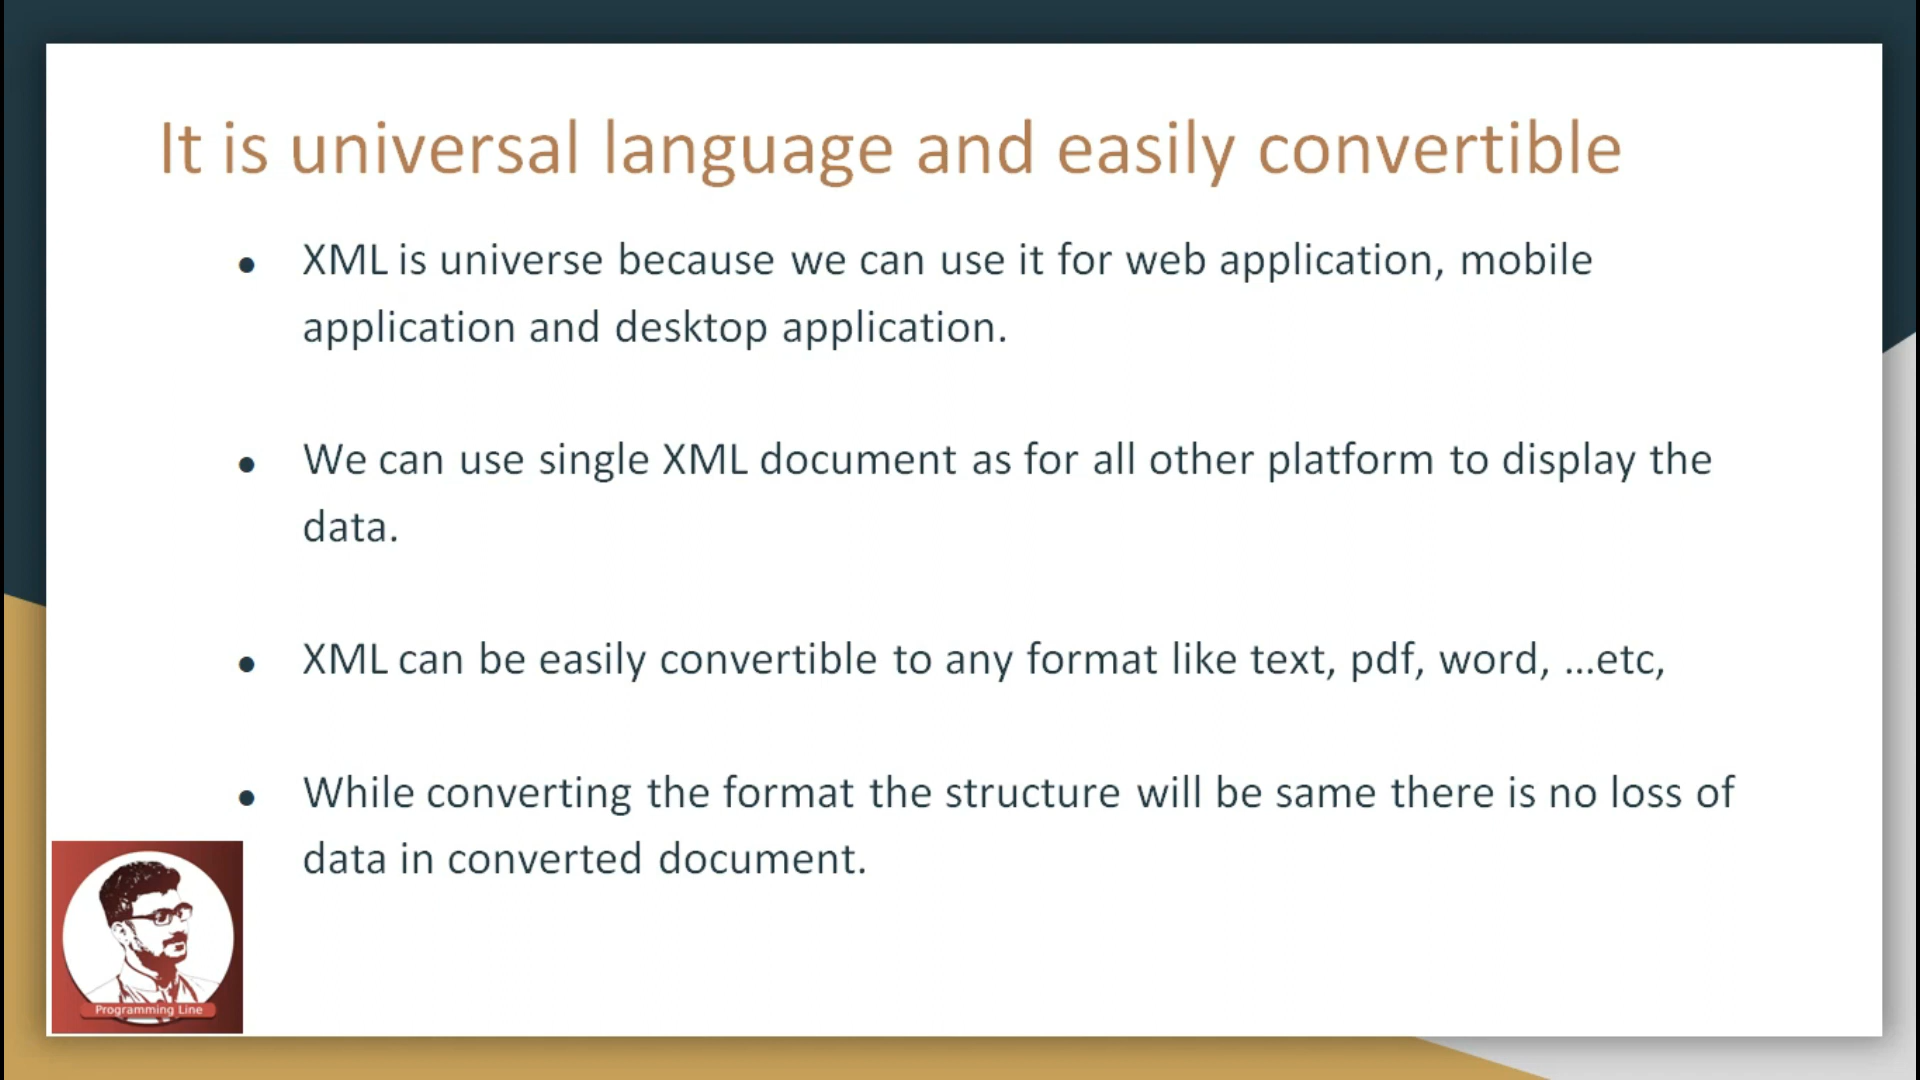 It is universal language and easily convertible
● XML is universe because we can use it for web application, mobile
application and desktop application.
● We can use single XML document as for all other platform to display the
data.
● XML can be easily convertible to any format like text, pdf, word, ...etc,
● While converting the format the structure will be same there is no loss of
data in converted document.
Programming Line